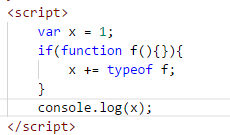 <script>
var x = 1;
if(function f(){}){
x += typeof f;
}
console.log(x);
</script>